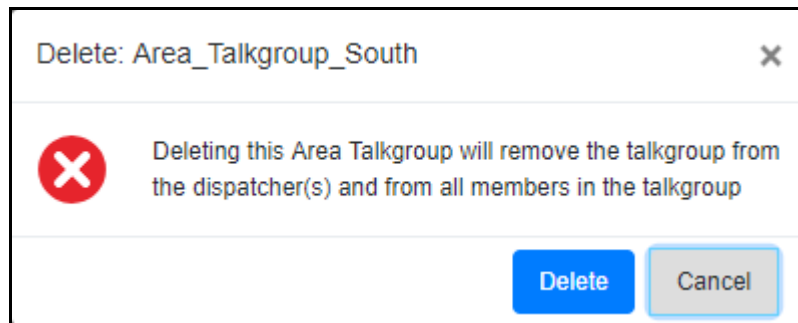 Delete: Area_Talkgroup_South
Deleting this Area Talkgroup will remove the talkgroup from
the dispatcher(s) and from all members in the talkgroup
Delete Cancel